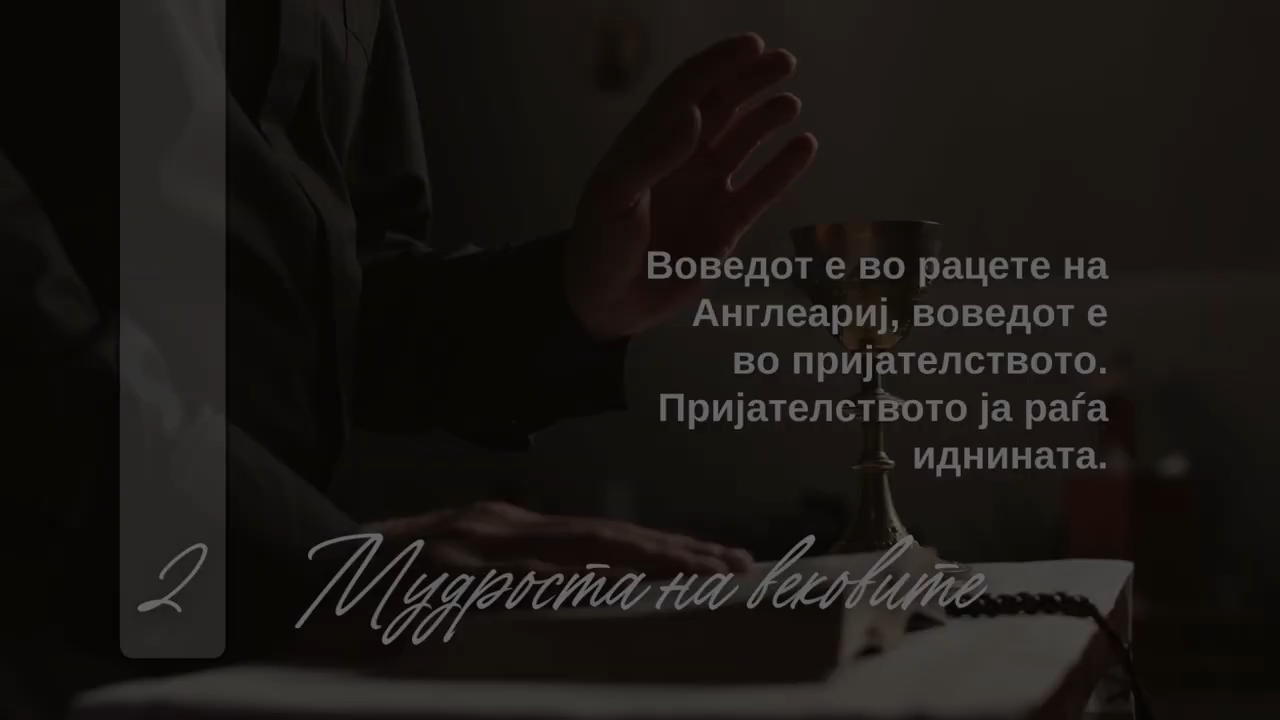 Воведот е во рацете на
Англеариј, воведот е
во пријателството.
Пријателството ја раѓа
иднината.
2 Мудроста на вековите